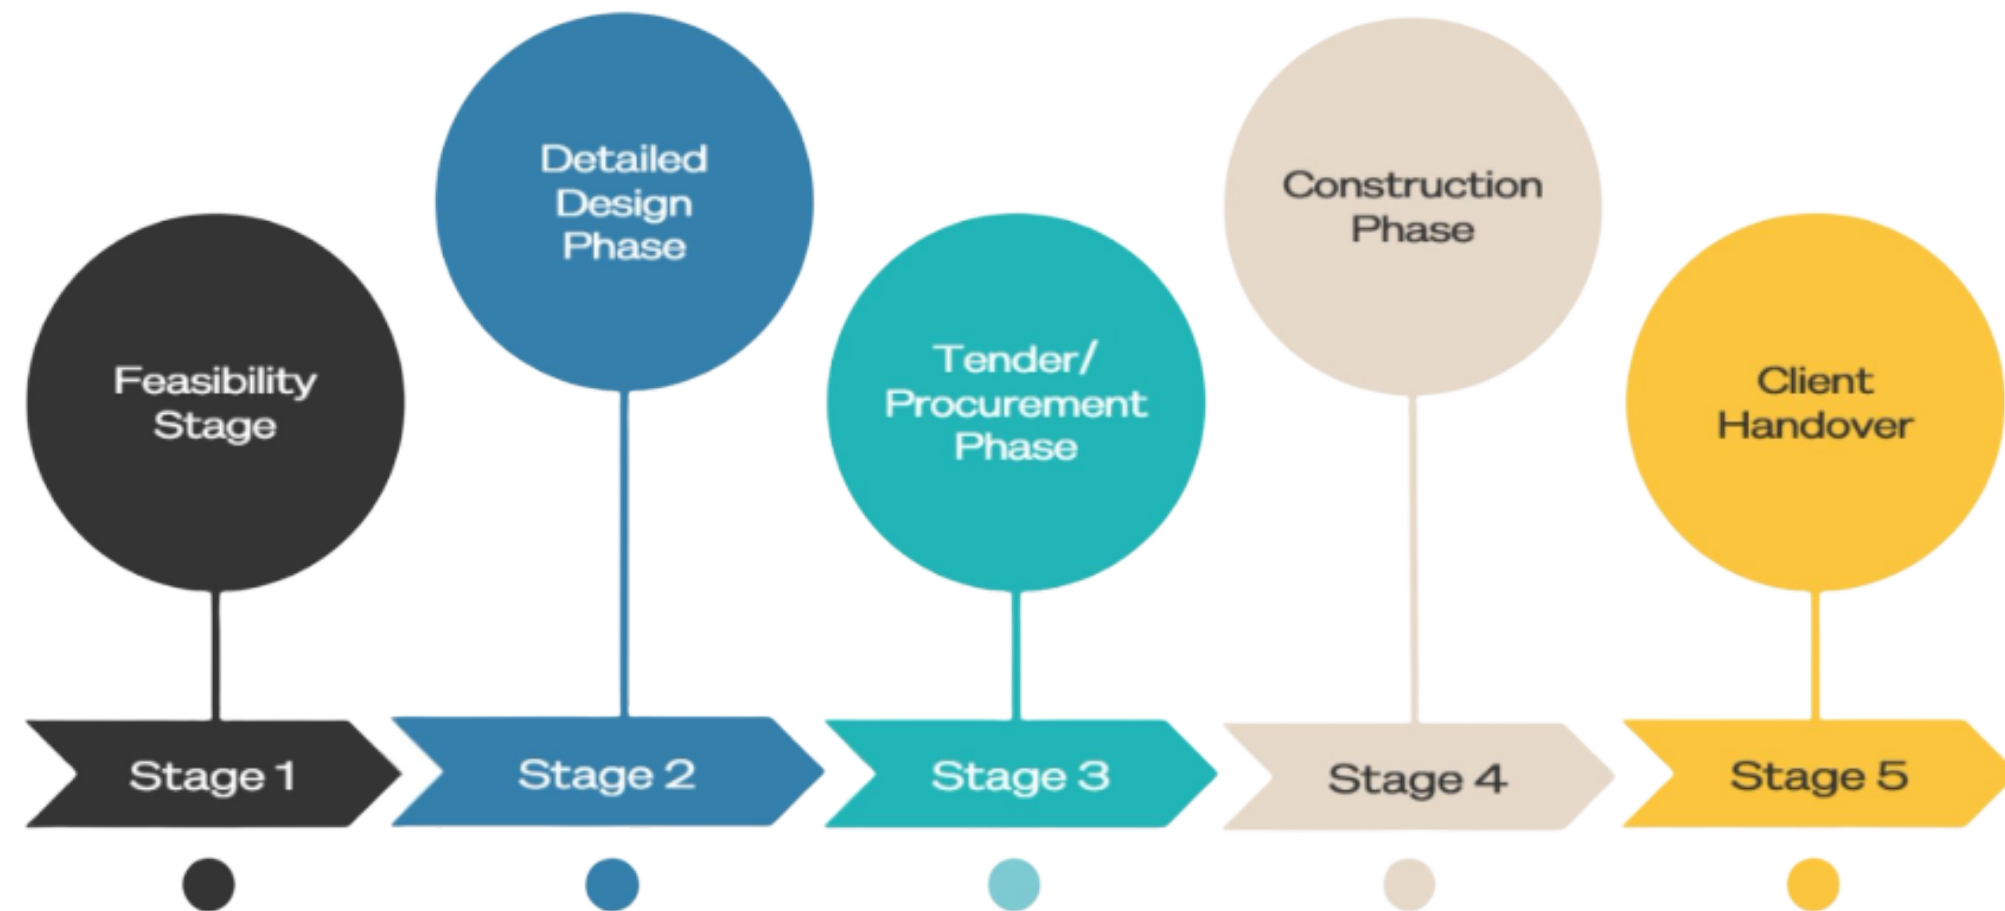 Feasibility
Stage
Detailed
Design
Phase
Tender/
Procurement
Phase
Construction
Phase
Client
Handover
Stage 1
Stage 2
Stage 3
Stage 4
Stage 5